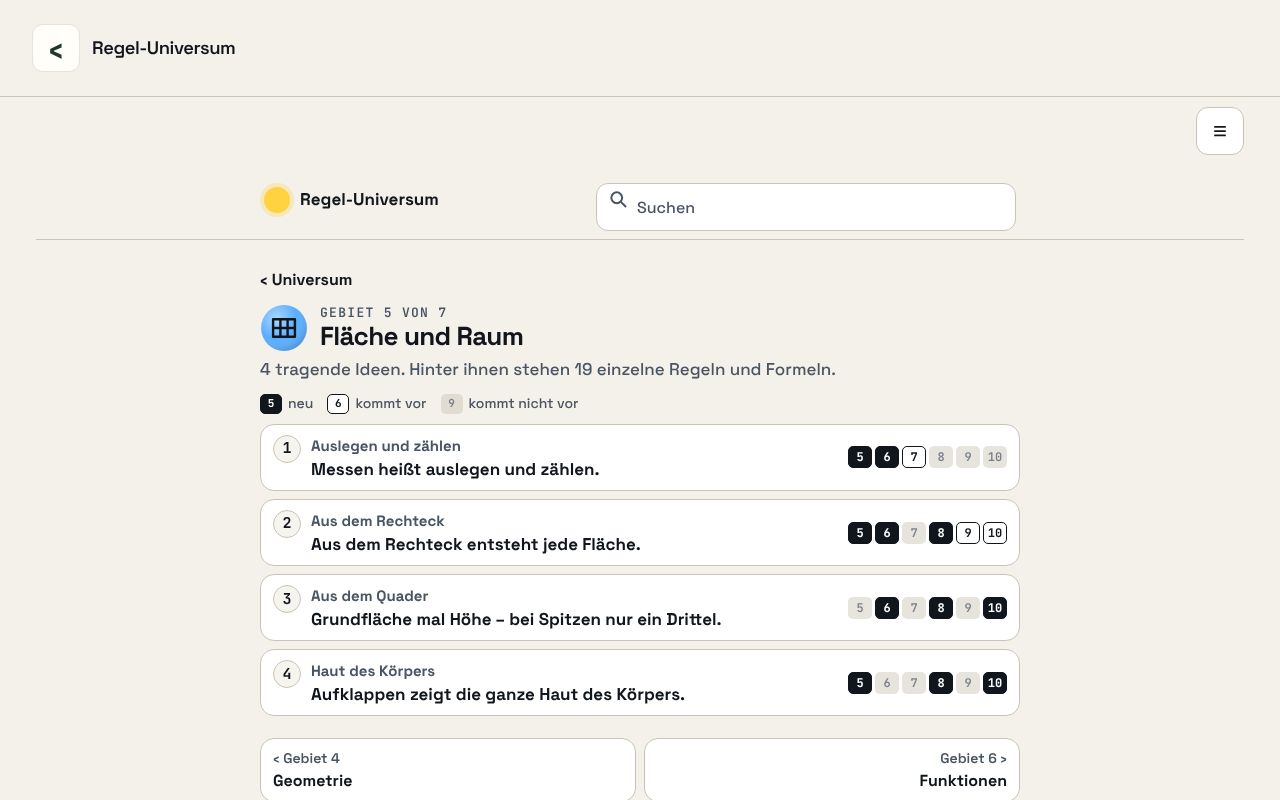 < Regel-Universum
≡
Regel-Universum
Suchen
< Universum
GEBIET 5 VON 7
Fläche und Raum
4 tragende Ideen. Hinter ihnen stehen 19 einzelne Regeln und Formeln.
5 neu 6 kommt vor 9 kommt nicht vor
1 Auslegen und zählen
Messen heißt auslegen und zählen.
5 6 7 8 9 10
2 Aus dem Rechteck
Aus dem Rechteck entsteht jede Fläche.
5 6 7 8 9 10
3 Aus dem Quader
Grundfläche mal Höhe – bei Spitzen nur ein Drittel.
5 6 7 8 9 10
4 Haut des Körpers
Aufklappen zeigt die ganze Haut des Körpers.
5 6 7 8 9 10
‹ Gebiet 4
Geometrie
Gebiet 6 ›
Funktionen